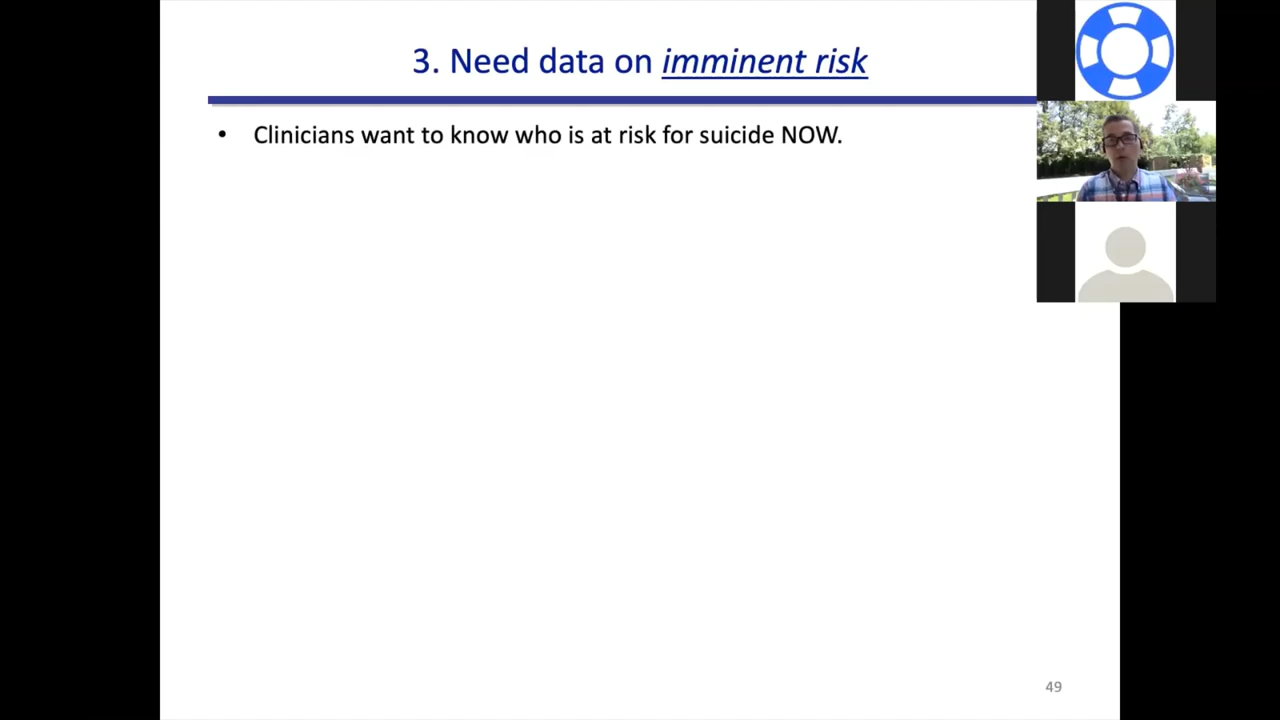 3. Need data on imminent risk
• Clinicians want to know who is at risk for suicide NOW.
49